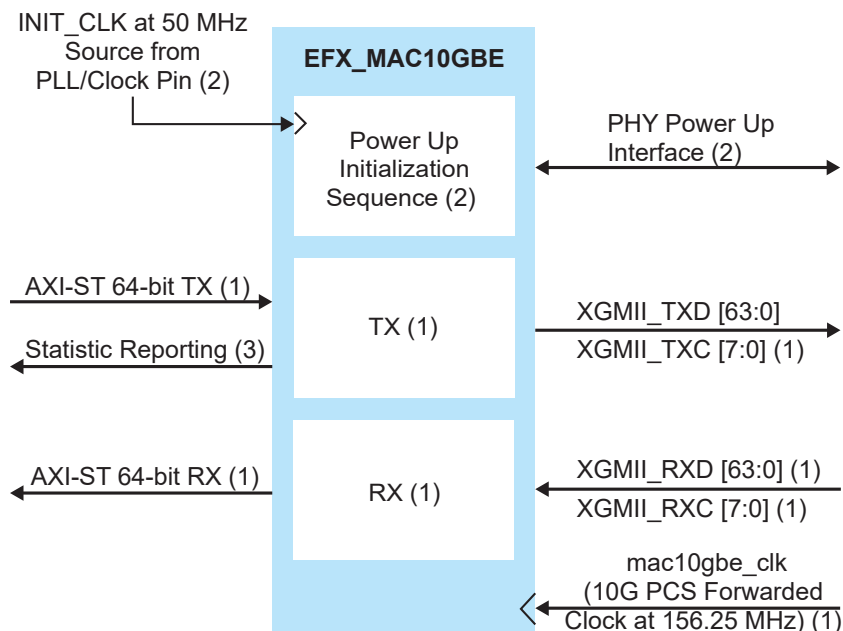 INIT_CLK at 50 MHz
Source from
PLL/Clock Pin (2)
EFX_MAC10GBE
Power Up
Initialization
Sequence (2)
PHY Power Up
Interface (2)
AXI-ST 64-bit TX (1)
Statistic Reporting (3)
TX (1)
XGMII_TXD [63:0]
XGMII_TXC [7:0] (1)
AXI-ST 64-bit RX (1)
RX (1)
XGMII_RXD [63:0] (1)
XGMII_RXC [7:0] (1)
mac10gbe_clk
(10G PCS Forwarded
Clock at 156.25 MHz) (1)